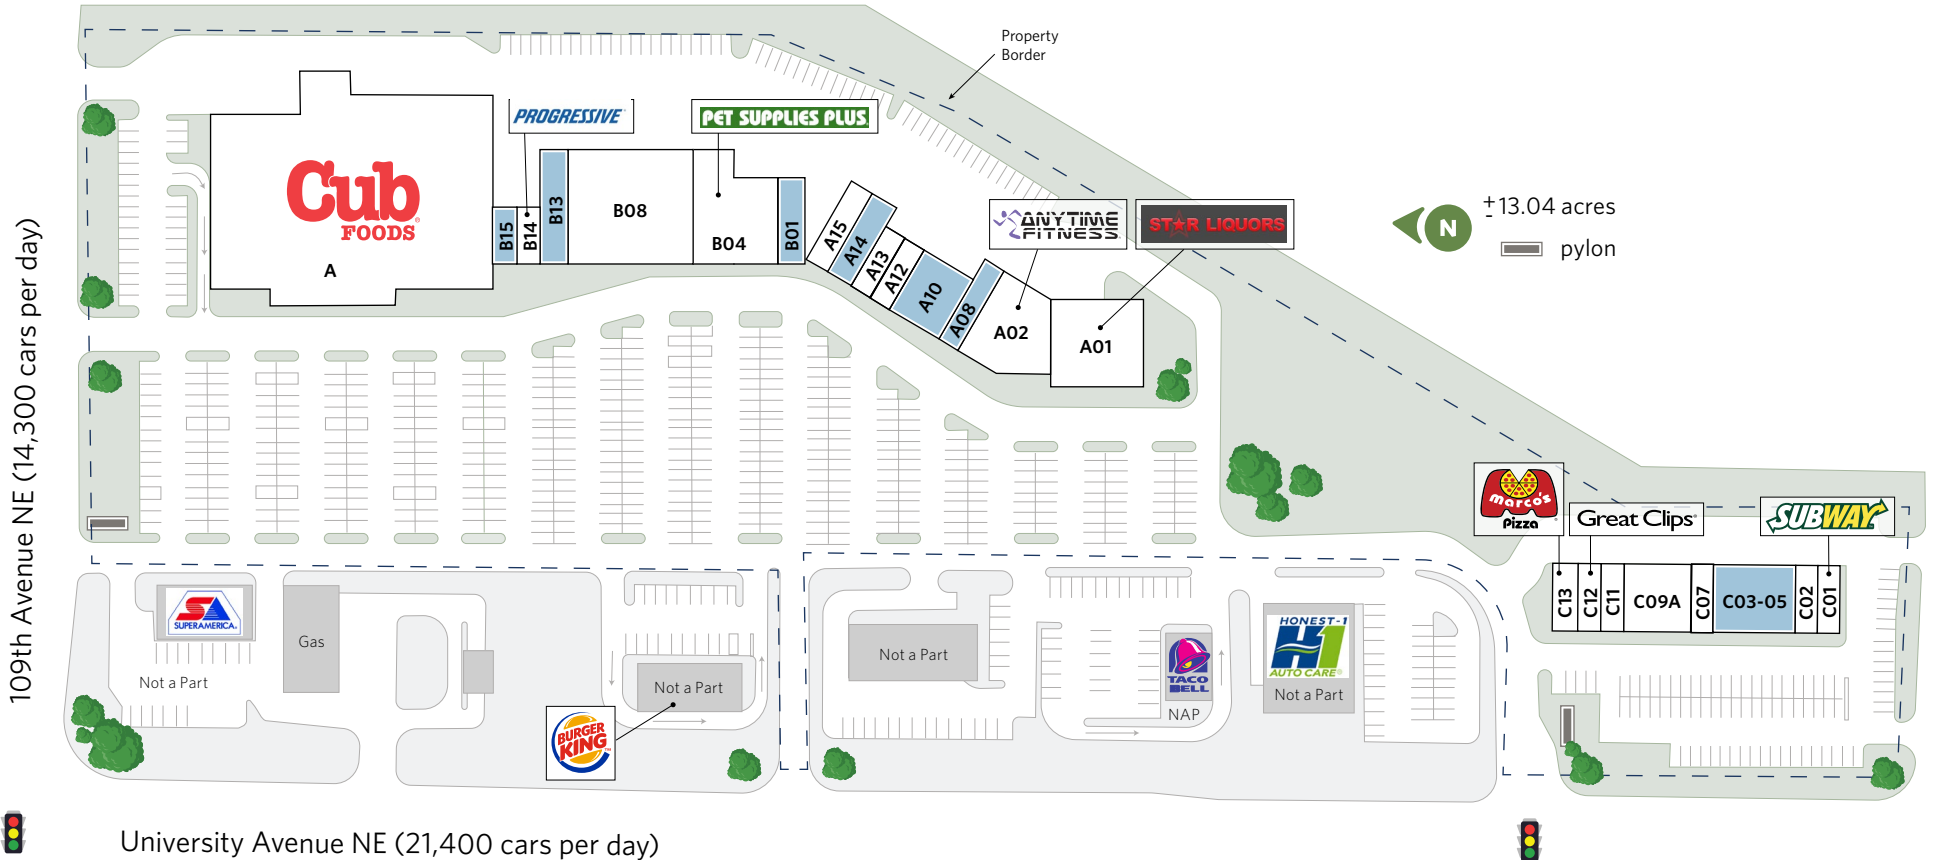 Property
Border
PROGRESSIVE
PET SUPPLIES PLUS.
Cub
FOODS
A
B15
B14
B13
B08
B04
B01
A15
A14
A13
A12
A10
A08
A02
A01
ANYTIME
FITNESS
STAR LIQUORS
N
±13.04 acres
pylon
109th Avenue NE (14,300 cars per day)
marco's
Pizza
Great Clips
SUBWAY
C13
C12
C11
C09A
C07
C03-05
C02
C01
SA
SUPERAMERICA.
Not a Part
Gas
Not a Part
BURGER
KING
Not a Part
TACO
BELL
NAP
HONEST-1
H1
AUTO CARE
Not a Part
University Avenue NE (21,400 cars per day)